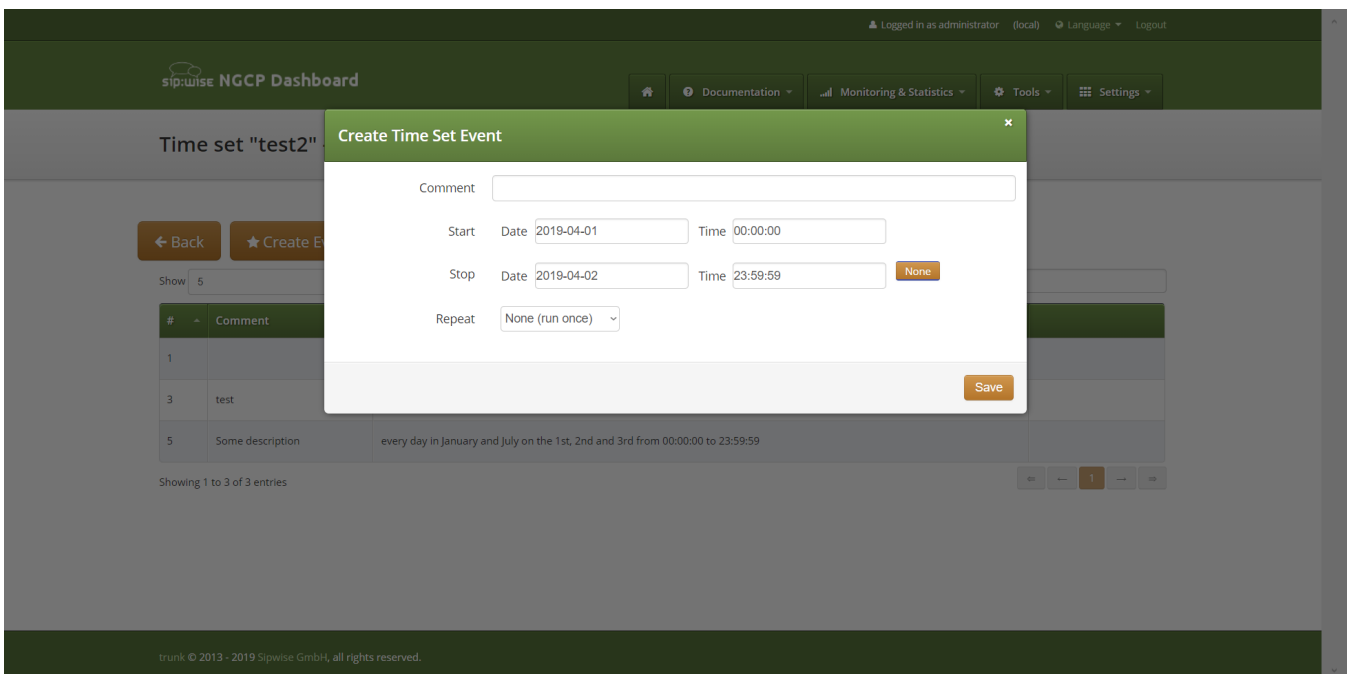 Logged in as administrator (local) Language Logout
sip:wise NGCP Dashboard
Documentation Monitoring & Statistics Tools Settings
Time set "test2" -
Create Time Set Event
Comment
Start Date 2019-04-01 Time 00:00:00
Stop Date 2019-04-02 Time 23:59:59 None
Repeat None (run once)
Save
Back Create Ev
Show 5
# Comment
1
3 test
5 Some description every day in January and July on the 1st, 2nd and 3rd from 00:00:00 to 23:59:59
Showing 1 to 3 of 3 entries
⇐ ← 1 → ⇒
trunk © 2013 - 2019 Sipwise GmbH, all rights reserved.